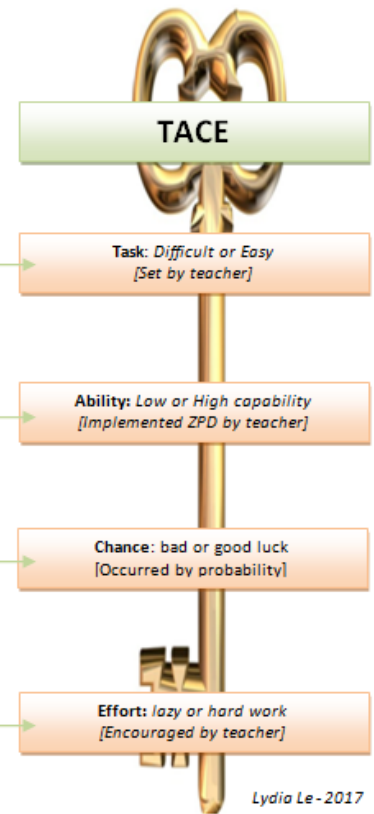 TACE
Task: Difficult or Easy
[Set by teacher]
Ability: Low or High capability
[Implemented ZPD by teacher]
Chance: bad or good luck
[Occurred by probability]
Effort: lazy or hard work
[Encouraged by teacher]
Lydia Le - 2017